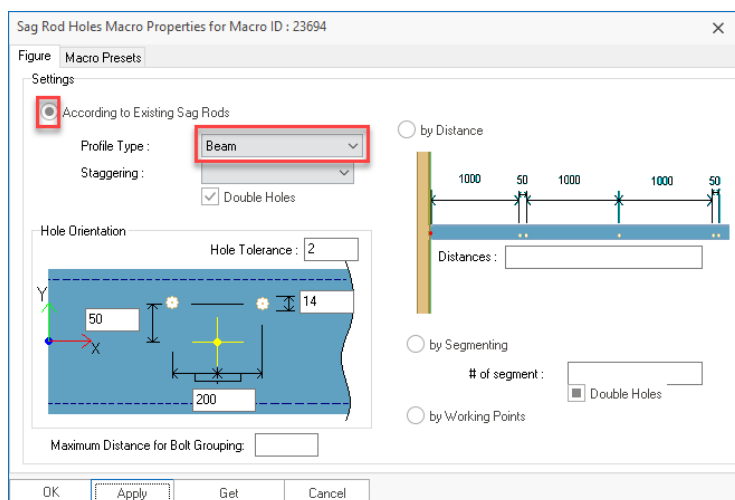 Sag Rod Holes Macro Properties for Macro ID : 23694
Figure Macro Presets
Settings
According to Existing Sag Rods
Profile Type : Beam
Staggering :
Double Holes
by Distance
1000 50 1000 1000 50
Distances :
Hole Orientation
Hole Tolerance : 2
Y
14
50
X
200
by Segmenting
# of segment :
Double Holes
by Working Points
Maximum Distance for Bolt Grouping:
OK Apply Get Cancel